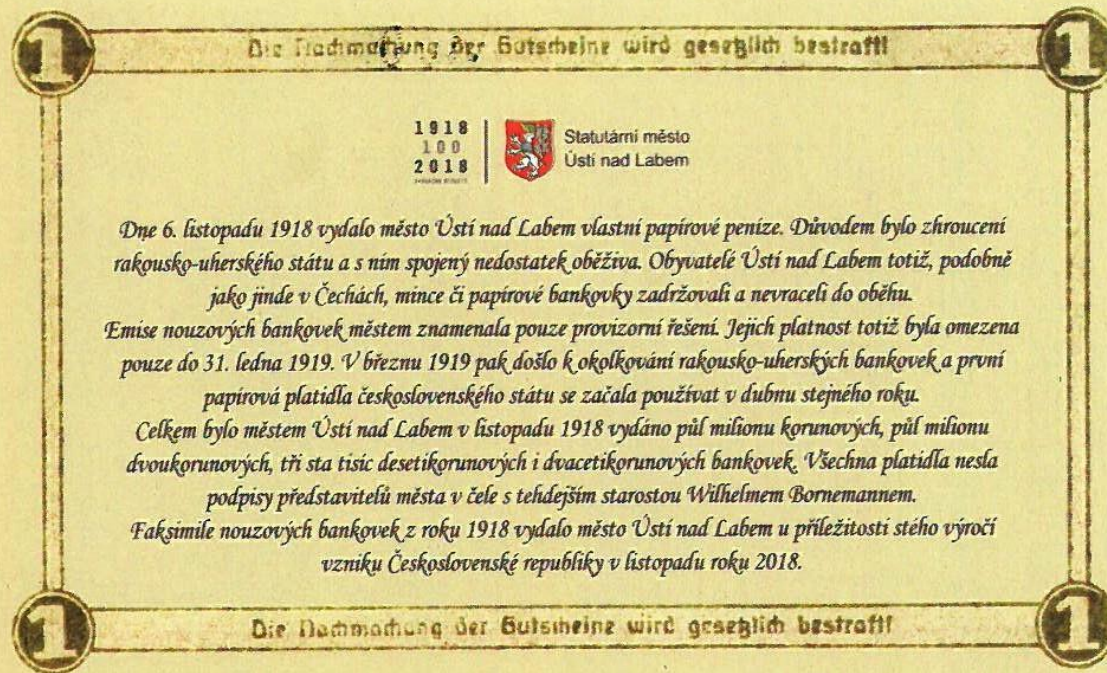 1
Die Nachmachung der Gutscheine wird gesetzlich bestraft!
1
1918
100
2018
Statutární město
Ústí nad Labem
Dne 6. listopadu 1918 vydalo město Ústí nad Labem vlastní papírové peníze. Důvodem bylo zhroucení
rakousko-uherského státu a s ním spojený nedostatek oběživa. Obyvatelé Ústí nad Labem totiž, podobně
jako jinde v Čechách, mince či papírové bankovky zadržovali a nevraceli do oběhu.
Emise nouzových bankovek městem znamenala pouze provizorní řešení. Jejich platnost totiž byla omezena
pouze do 31. ledna 1919. V březnu 1919 pak došlo k okolkování rakousko-uherských bankovek a první
papírová platidla československého státu se začala používat v dubnu stejného roku.
Celkem bylo městem Ústí nad Labem v listopadu 1918 vydáno půl milionu korunových, půl milionu
dvoukorunových, tři sta tisíc desetikorunových i dvacetikorunových bankovek. Všechna platidla nesla
podpisy představitelů města v čele s tehdejším starostou Wilhelmem Bornemannem.
Faksimile nouzových bankovek z roku 1918 vydalo město Ústí nad Labem u příležitosti stého výročí
vzniku Československé republiky v listopadu roku 2018.
1
Die Nachmachung der Gutscheine wird gesetzlich bestraft!
1